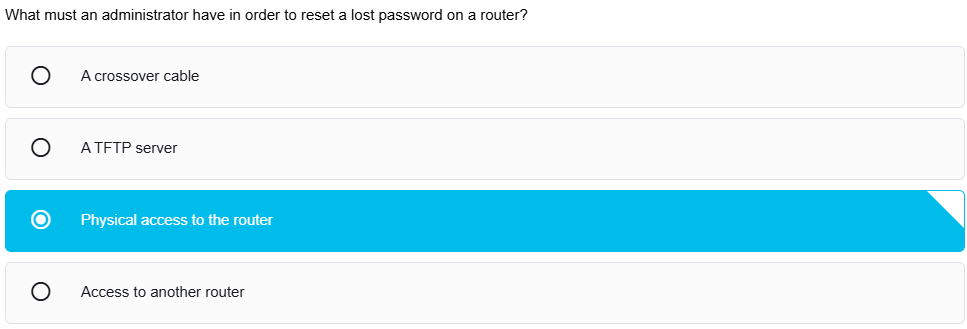 What must an administrator have in order to reset a lost password on a router?
A crossover cable
A TFTP server
Physical access to the router
Access to another router